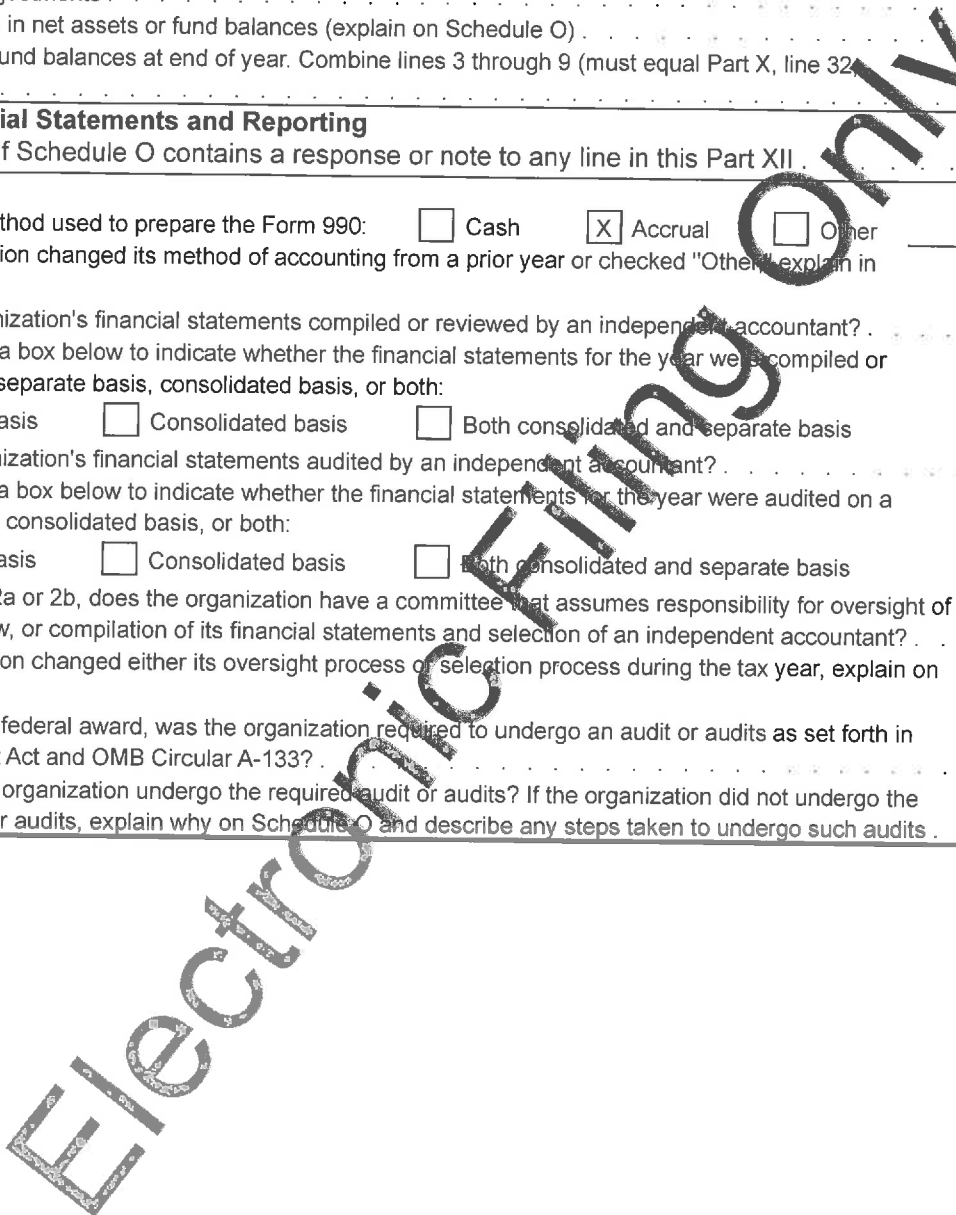 in net assets or fund balances (explain on Schedule O) . . . . . . . . . . . .
und balances at end of year. Combine lines 3 through 9 (must equal Part X, line 32,
ial Statements and Reporting
f Schedule O contains a response or note to any line in this Part XII . . . .
thod used to prepare the Form 990: Cash X Accrual Other
ion changed its method of accounting from a prior year or checked "Other," explain in
nization's financial statements compiled or reviewed by an independent accountant? . . . .
a box below to indicate whether the financial statements for the year were compiled or
separate basis, consolidated basis, or both:
asis Consolidated basis Both consolidated and separate basis
nization's financial statements audited by an independent accountant? . . . . . . . .
a box below to indicate whether the financial statements for the year were audited on a
consolidated basis, or both:
asis Consolidated basis Both consolidated and separate basis
2a or 2b, does the organization have a committee that assumes responsibility for oversight of
w, or compilation of its financial statements and selection of an independent accountant? . .
on changed either its oversight process or selection process during the tax year, explain on
federal award, was the organization required to undergo an audit or audits as set forth in
Act and OMB Circular A-133? . . . . . . . . . . . . . . . .
organization undergo the required audit or audits? If the organization did not undergo the
r audits, explain why on Schedule O and describe any steps taken to undergo such audits .
Electronic Filing Only